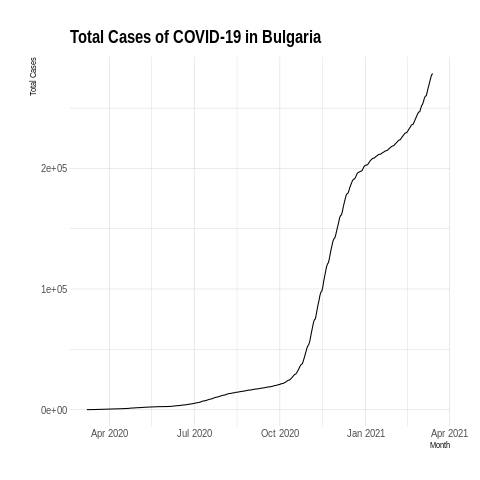 Total Cases of COVID-19 in Bulgaria
Total Cases
2e+05
1e+05
0e+00
Apr 2020 Jul 2020 Oct 2020 Jan 2021 Apr 2021
Month